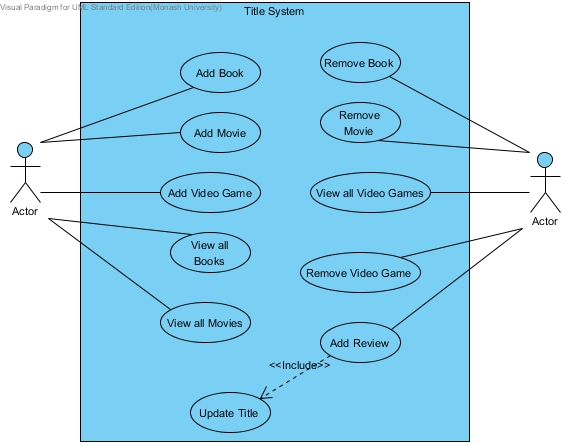 Visual Paradigm for UML Standard Edition(Monash University)
Title System
Add Book
Remove Book
Add Movie
Remove
Movie
Add Video Game
View all Video Games
Actor
Actor
View all
Books
Remove Video Game
View all Movies
Add Review
<<Include>>
Update Title